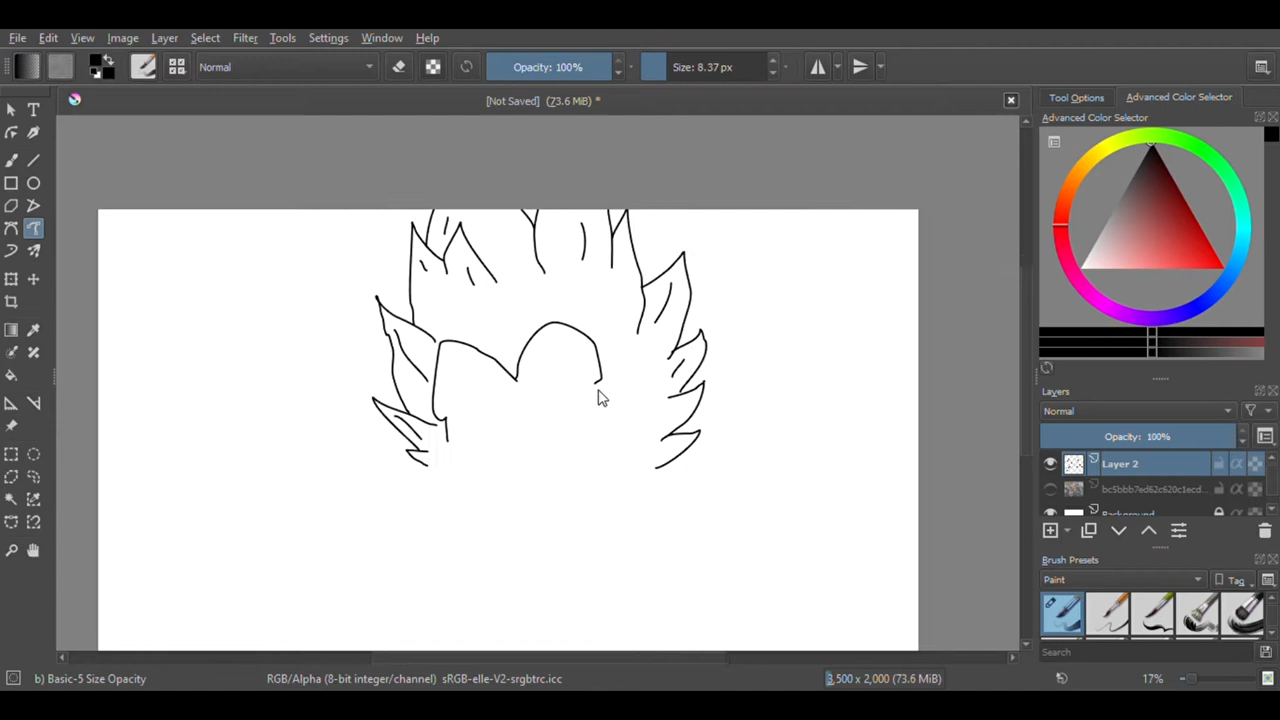 File Edit View Image Layer Select Filter Tools Settings Window Help
Normal Opacity: 100% Size: 8.37 px
[Not Saved] (73.6 MiB) *
Tool Options Advanced Color Selector
Advanced Color Selector
Layers
Normal
Opacity: 100%
Layer 2
bc5bbb7ed62c620c1ecd...
Background
Brush Presets
Paint Tag
Search
b) Basic-5 Size Opacity RGB/Alpha (8-bit integer/channel) sRGB-elle-V2-srgbtrc.icc 3,500 x 2,000 (73.6 MiB) 17%